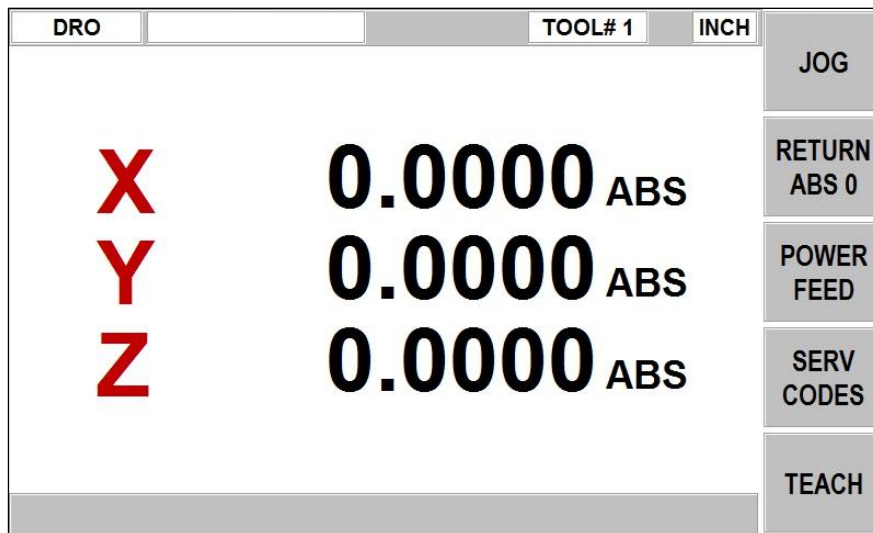 DRO TOOL# 1 INCH
JOG
X 0.0000 ABS
RETURN
ABS 0
Y 0.0000 ABS
POWER
FEED
Z 0.0000 ABS
SERV
CODES
TEACH